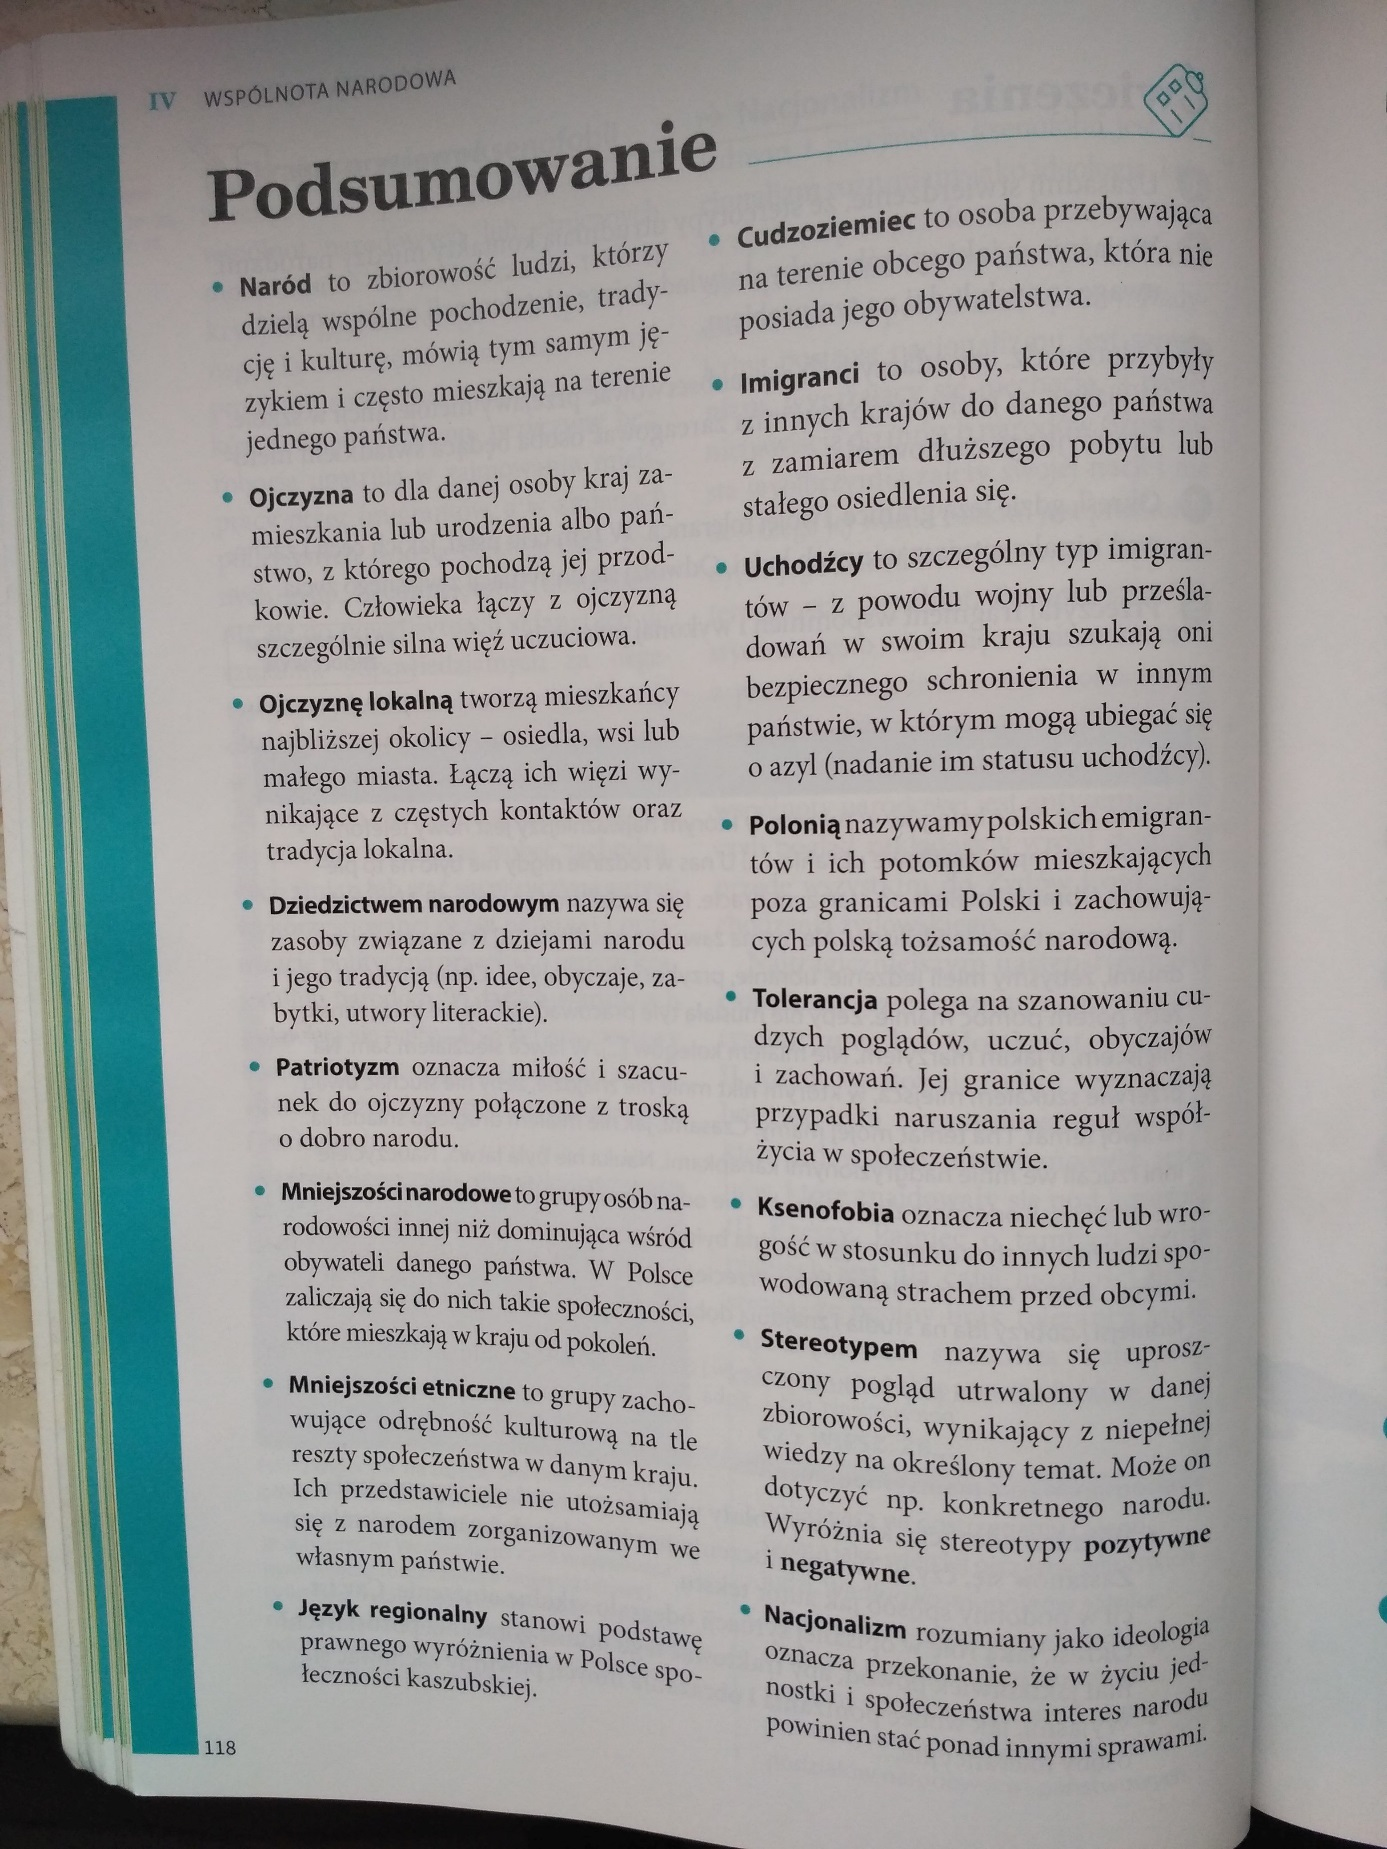 IV WSPÓLNOTA NARODOWA
Podsumowanie
• Naród to zbiorowość ludzi, którzy
dzielą wspólne pochodzenie, trady-
cję i kulturę, mówią tym samym ję-
zykiem i często mieszkają na terenie
jednego państwa.
• Ojczyzna to dla danej osoby kraj za-
mieszkania lub urodzenia albo pań-
stwo, z którego pochodzą jej przod-
kowie. Człowieka łączy z ojczyzną
szczególnie silna więź uczuciowa.
• Ojczyznę lokalną tworzą mieszkańcy
najbliższej okolicy – osiedla, wsi lub
małego miasta. Łączą ich więzi wy-
nikające z częstych kontaktów oraz
tradycja lokalna.
• Dziedzictwem narodowym nazywa się
zasoby związane z dziejami narodu
i jego tradycją (np. idee, obyczaje, za-
bytki, utwory literackie).
• Patriotyzm oznacza miłość i szacu-
nek do ojczyzny połączone z troską
o dobro narodu.
• Mniejszości narodowe to grupy osób na-
rodowości innej niż dominująca wśród
obywateli danego państwa. W Polsce
zaliczają się do nich takie społeczności,
które mieszkają w kraju od pokoleń.
• Mniejszości etniczne to grupy zacho-
wujące odrębność kulturową na tle
reszty społeczeństwa w danym kraju.
Ich przedstawiciele nie utożsamiają
się z narodem zorganizowanym we
własnym państwie.
• Język regionalny stanowi podstawę
prawnego wyróżnienia w Polsce spo-
łeczności kaszubskiej.
• Cudzoziemiec to osoba przebywająca
na terenie obcego państwa, która nie
posiada jego obywatelstwa.
• Imigranci to osoby, które przybyły
z innych krajów do danego państwa
z zamiarem dłuższego pobytu lub
stałego osiedlenia się.
• Uchodźcy to szczególny typ imigran-
tów – z powodu wojny lub prześla-
dowań w swoim kraju szukają oni
bezpiecznego schronienia w innym
państwie, w którym mogą ubiegać się
o azyl (nadanie im statusu uchodźcy).
• Polonią nazywamy polskich emigran-
tów i ich potomków mieszkających
poza granicami Polski i zachowują-
cych polską tożsamość narodową.
• Tolerancja polega na szanowaniu cu-
dzych poglądów, uczuć, obyczajów
i zachowań. Jej granice wyznaczają
przypadki naruszania reguł współ-
życia w społeczeństwie.
• Ksenofobia oznacza niechęć lub wro-
gość w stosunku do innych ludzi spo-
wodowaną strachem przed obcymi.
• Stereotypem nazywa się uprosz-
czony pogląd utrwalony w danej
zbiorowości, wynikający z niepełnej
wiedzy na określony temat. Może on
dotyczyć np. konkretnego narodu.
Wyróżnia się stereotypy pozytywne
i negatywne.
• Nacjonalizm rozumiany jako ideologia
oznacza przekonanie, że w życiu jed-
nostki i społeczeństwa interes narodu
powinien stać ponad innymi sprawami.
118